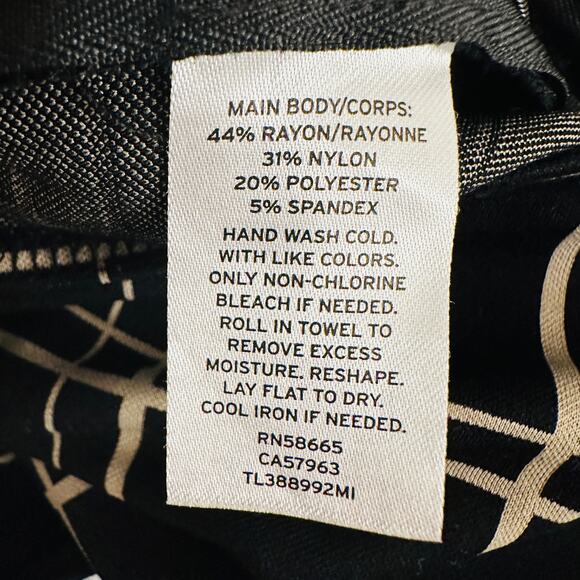 MAIN BODY/CORPS:
44% RAYON/RAYONNE
31% NYLON
20% POLYESTER
5% SPANDEX
HAND WASH COLD.
WITH LIKE COLORS.
ONLY NON-CHLORINE
BLEACH IF NEEDED.
ROLL IN TOWEL TO
REMOVE EXCESS
MOISTURE. RESHAPE.
LAY FLAT TO DRY.
COOL IRON IF NEEDED.
RN58665
CA57963
TL388992MI